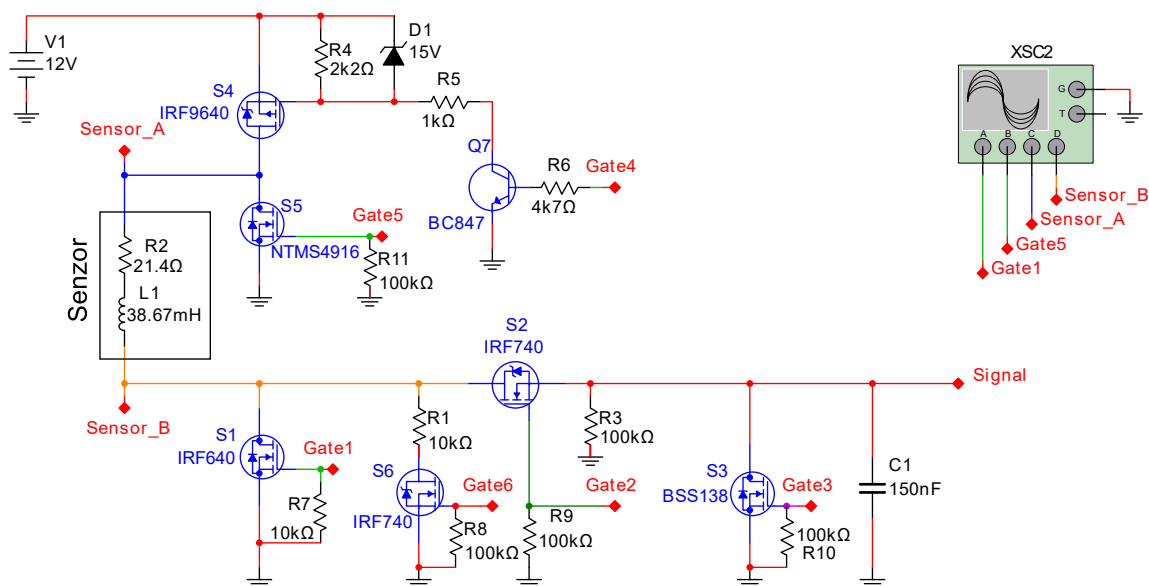 V1
12V
R4
2k2Ω
D1
15V
R5
1kΩ
S4
IRF9640
Q7
BC847
R6
4k7Ω
Gate4
Sensor_A
S5
NTMS4916
Gate5
R11
100kΩ
Senzor
R2
21.4Ω
L1
38.67mH
Sensor_B
S1
IRF640
Gate1
R7
10kΩ
R1
10kΩ
S6
IRF740
Gate6
R8
100kΩ
S2
IRF740
R9
100kΩ
Gate2
R3
100kΩ
S3
BSS138
Gate3
100kΩ
R10
C1
150nF
Signal
XSC2
G
T
A B C D
Sensor_B
Sensor_A
Gate5
Gate1